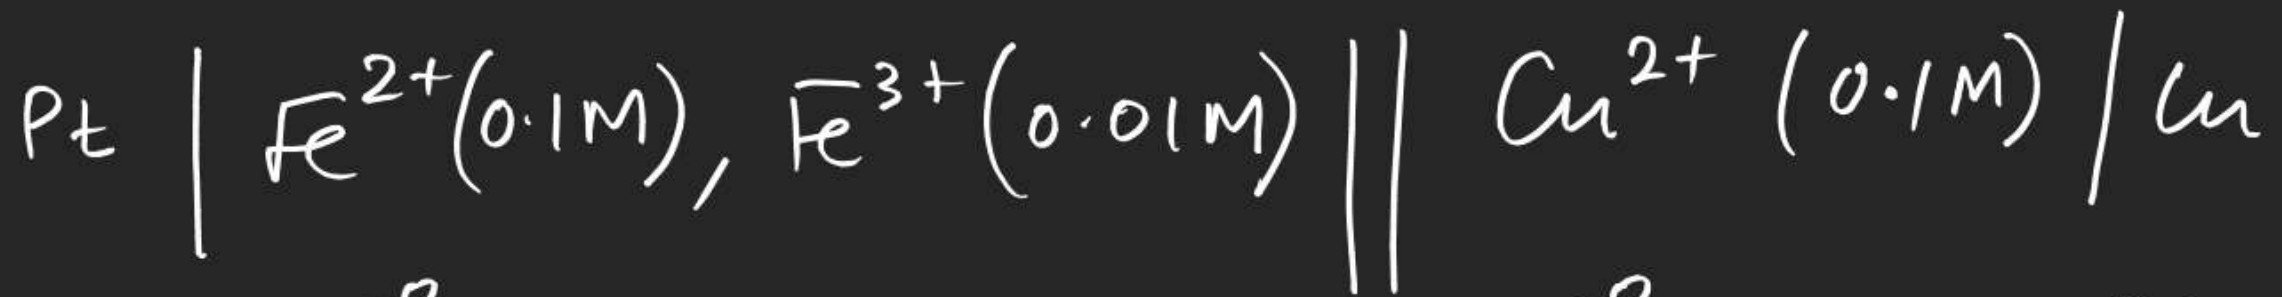 Pt | Fe²⁺(0.1M), Fe³⁺(0.01M) || Cu²⁺ (0.1M) | Cu